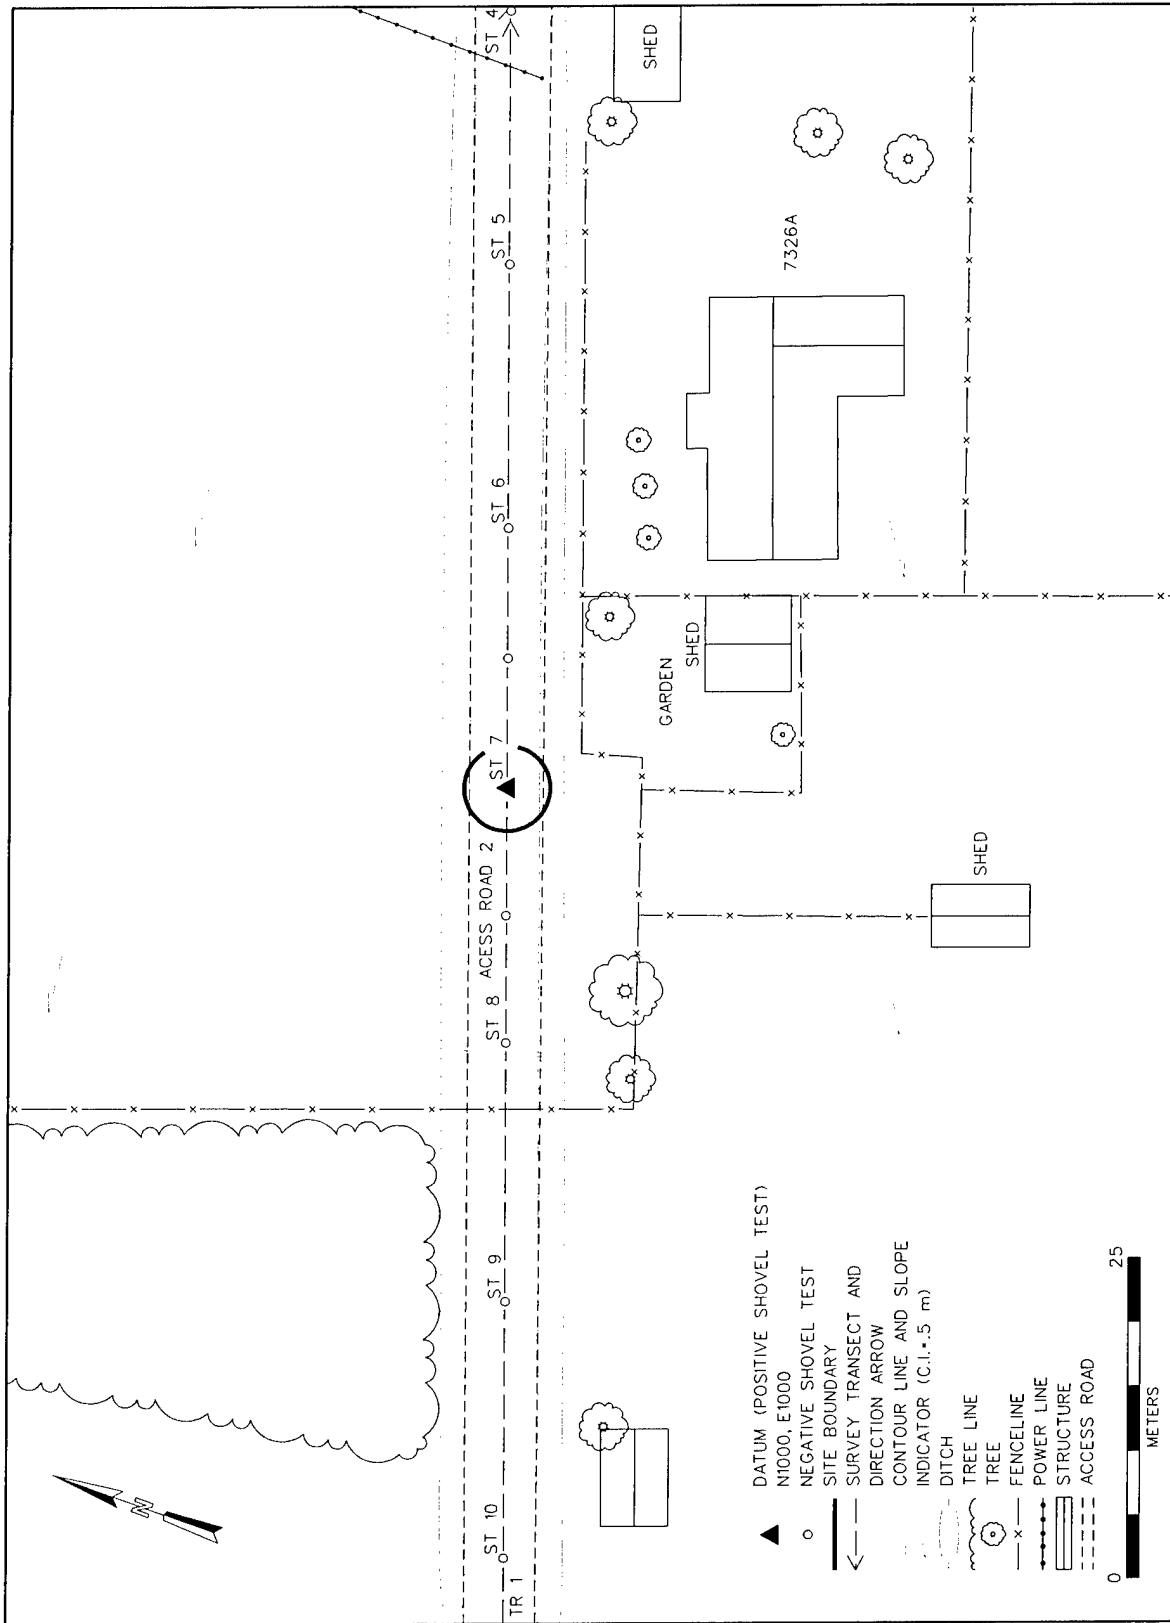 ST 10
TR 1
ST 9
ST 8
ACESS ROAD 2
ST 7
ST 6
ST 5
ST 4
SHED
7326A
GARDEN
SHED
SHED
N
DATUM (POSITIVE SHOVEL TEST)
N1000, E1000
NEGATIVE SHOVEL TEST
SITE BOUNDARY
SURVEY TRANSECT AND
DIRECTION ARROW
CONTOUR LINE AND SLOPE
INDICATOR (C.I.=.5 m)
DITCH
TREE LINE
TREE
FENCELINE
POWER LINE
STRUCTURE
ACCESS ROAD
0 25
METERS